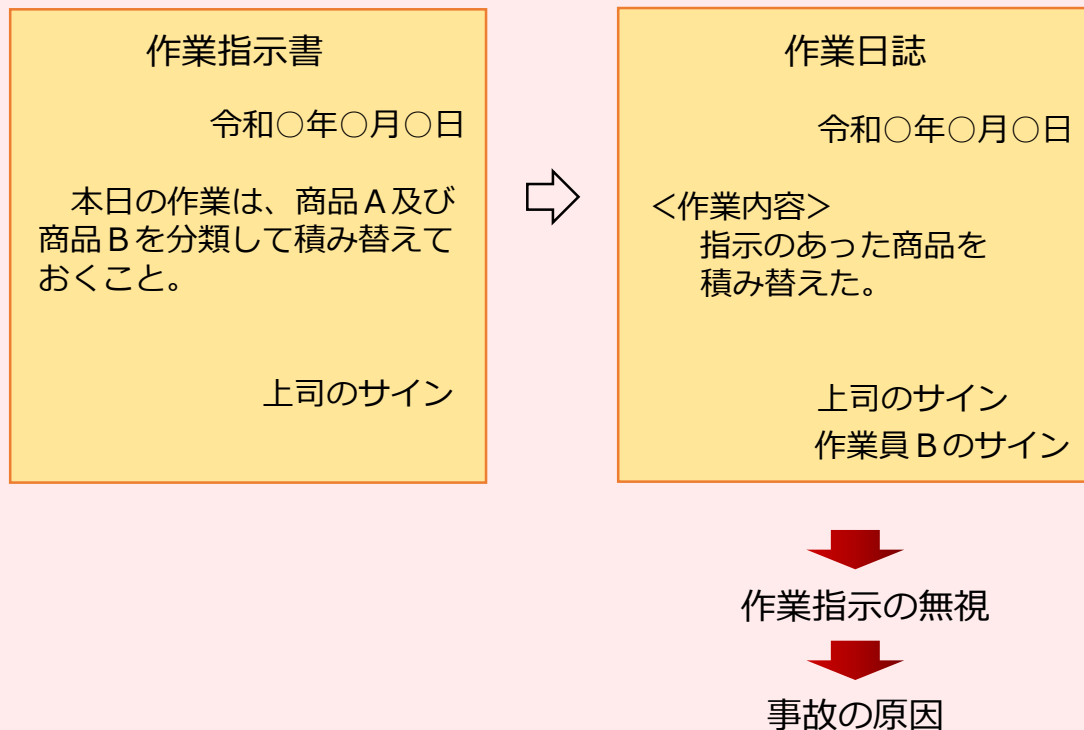 作業指示書
令和○年○月○日
本日の作業は、商品Ａ及び
商品Ｂを分類して積み替えて
おくこと。
上司のサイン
作業日誌
令和○年○月○日
＜作業内容＞
指示のあった商品を
積み替えた。
上司のサイン
作業員Ｂのサイン
作業指示の無視
事故の原因